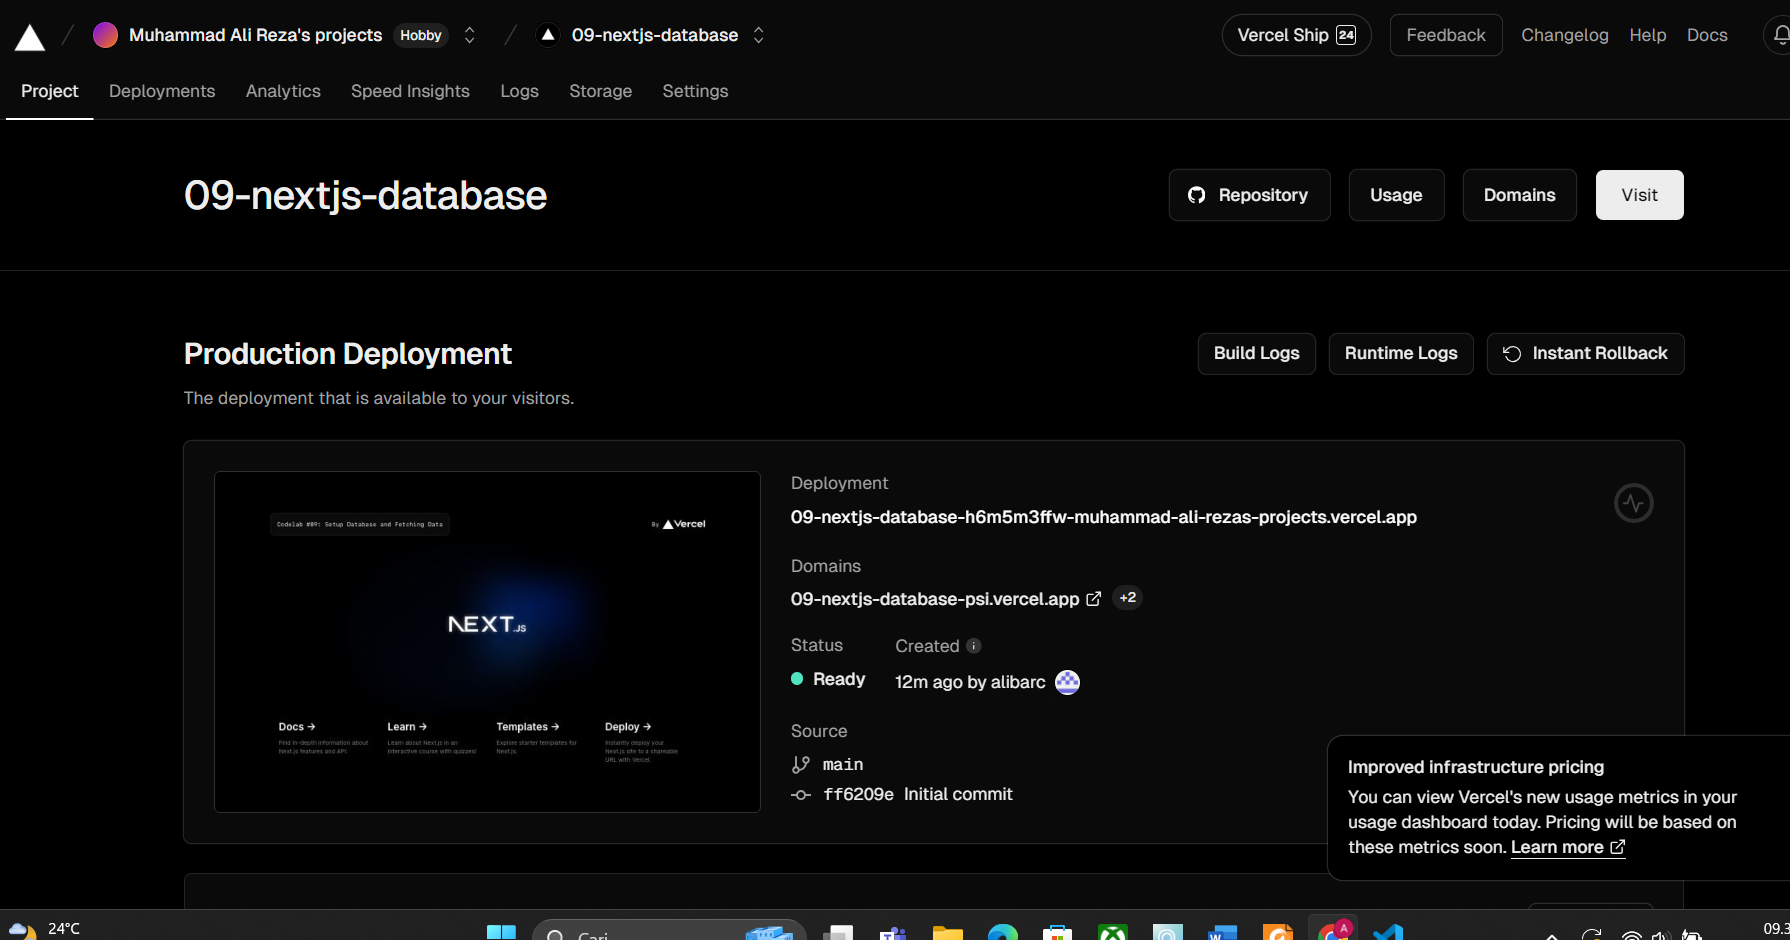 Muhammad Ali Reza's projects Hobby 09-nextjs-database Vercel Ship 24 Feedback Changelog Help Docs
Project Deployments Analytics Speed Insights Logs Storage Settings
09-nextjs-database
Repository Usage Domains Visit
Production Deployment
Build Logs Runtime Logs Instant Rollback
The deployment that is available to your visitors.
Codelab #09: Setup Database and Fetching Data
By Vercel
NEXT.JS
Docs → Learn → Templates → Deploy →
Find in-depth information about
Next.js features and API.
Learn about Next.js in an
interactive course with quizzes!
Explore starter templates for
Next.js.
Instantly deploy your
Next.js site to a shareable
URL with Vercel.
Deployment
09-nextjs-database-h6m5m3ffw-muhammad-ali-rezas-projects.vercel.app
Domains
09-nextjs-database-psi.vercel.app +2
Status Created
Ready 12m ago by alibarc
Source
main
ff6209e Initial commit
Improved infrastructure pricing
You can view Vercel's new usage metrics in your
usage dashboard today. Pricing will be based on
these metrics soon. Learn more
24°C
Cari
A